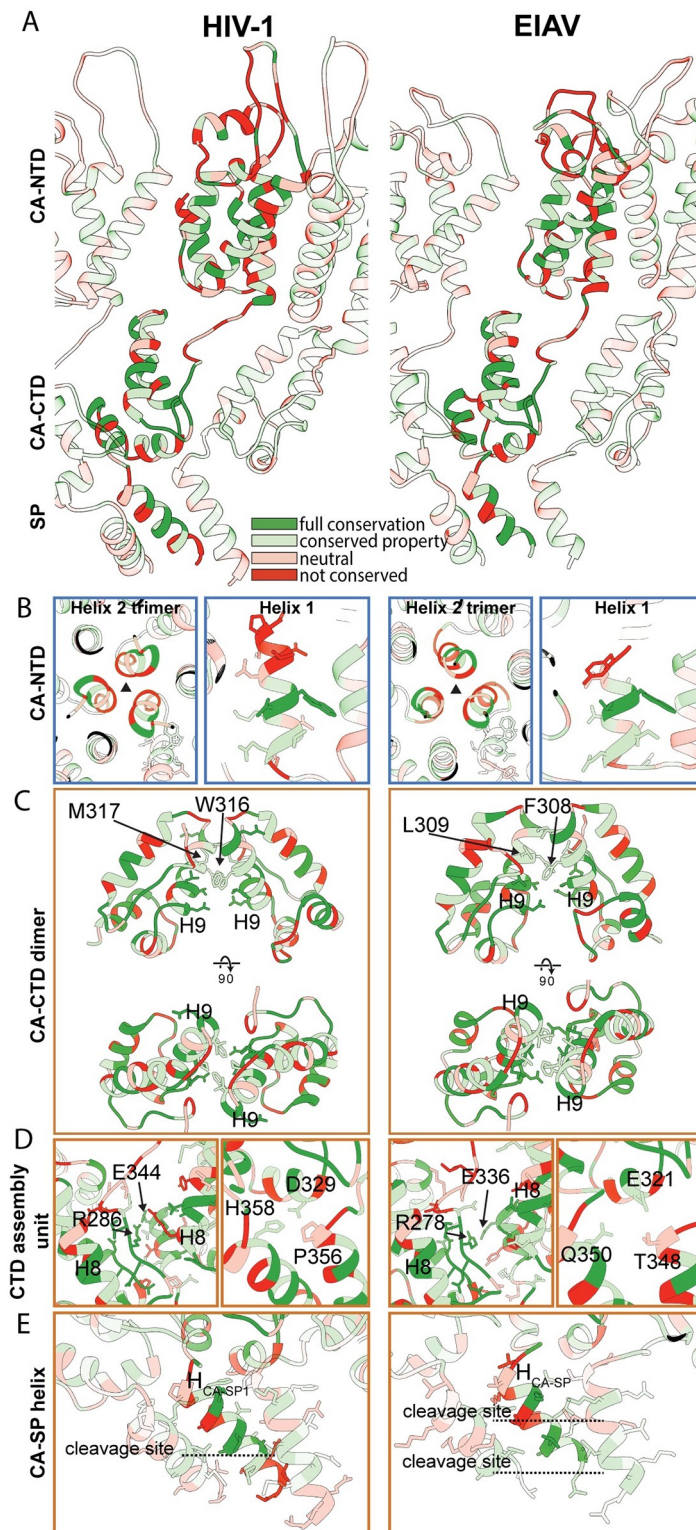 A
HIV-1
EIAV
CA-NTD
CA-CTD
SP
full conservation
conserved property
neutral
not conserved
B
CA-NTD
Helix 2 trimer
Helix 1
Helix 2 trimer
Helix 1
C
CA-CTD dimer
M317
W316
H9
H9
90
H9
H9
L309
F308
H9
H9
90
H9
H9
D
CTD assembly
unit
E344
R286
H8
H8
D329
H358
P356
E336
H8
R278
H8
E321
Q350
T348
E
CA-SP helix
HCA-SP1
cleavage site
HCA-SP
cleavage site
cleavage site